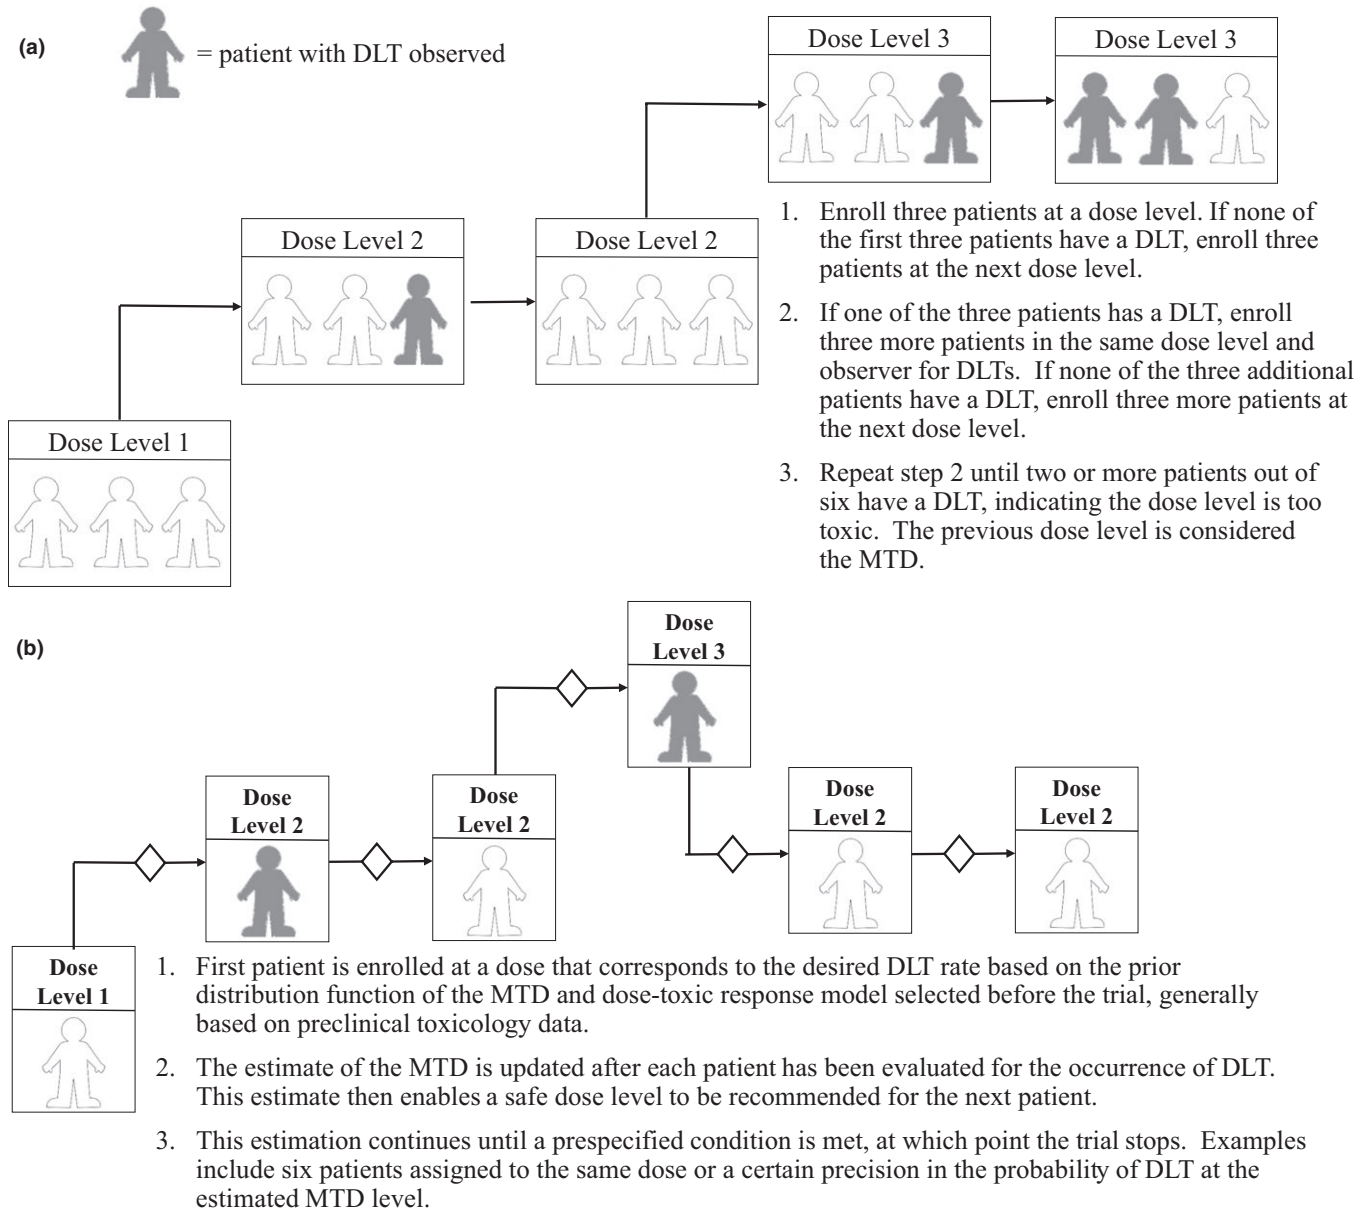 (a)
= patient with DLT observed
Dose Level 3
Dose Level 3
Dose Level 2
Dose Level 2
Dose Level 1
1. Enroll three patients at a dose level. If none of
the first three patients have a DLT, enroll three
patients at the next dose level.
2. If one of the three patients has a DLT, enroll
three more patients in the same dose level and
observer for DLTs. If none of the three additional
patients have a DLT, enroll three more patients at
the next dose level.
3. Repeat step 2 until two or more patients out of
six have a DLT, indicating the dose level is too
toxic. The previous dose level is considered
the MTD.
(b)
Dose
Level 3
Dose
Level 2
Dose
Level 2
Dose
Level 2
Dose
Level 2
Dose
Level 1
1. First patient is enrolled at a dose that corresponds to the desired DLT rate based on the prior
distribution function of the MTD and dose-toxic response model selected before the trial, generally
based on preclinical toxicology data.
2. The estimate of the MTD is updated after each patient has been evaluated for the occurrence of DLT.
This estimate then enables a safe dose level to be recommended for the next patient.
3. This estimation continues until a prespecified condition is met, at which point the trial stops. Examples
include six patients assigned to the same dose or a certain precision in the probability of DLT at the
estimated MTD level.